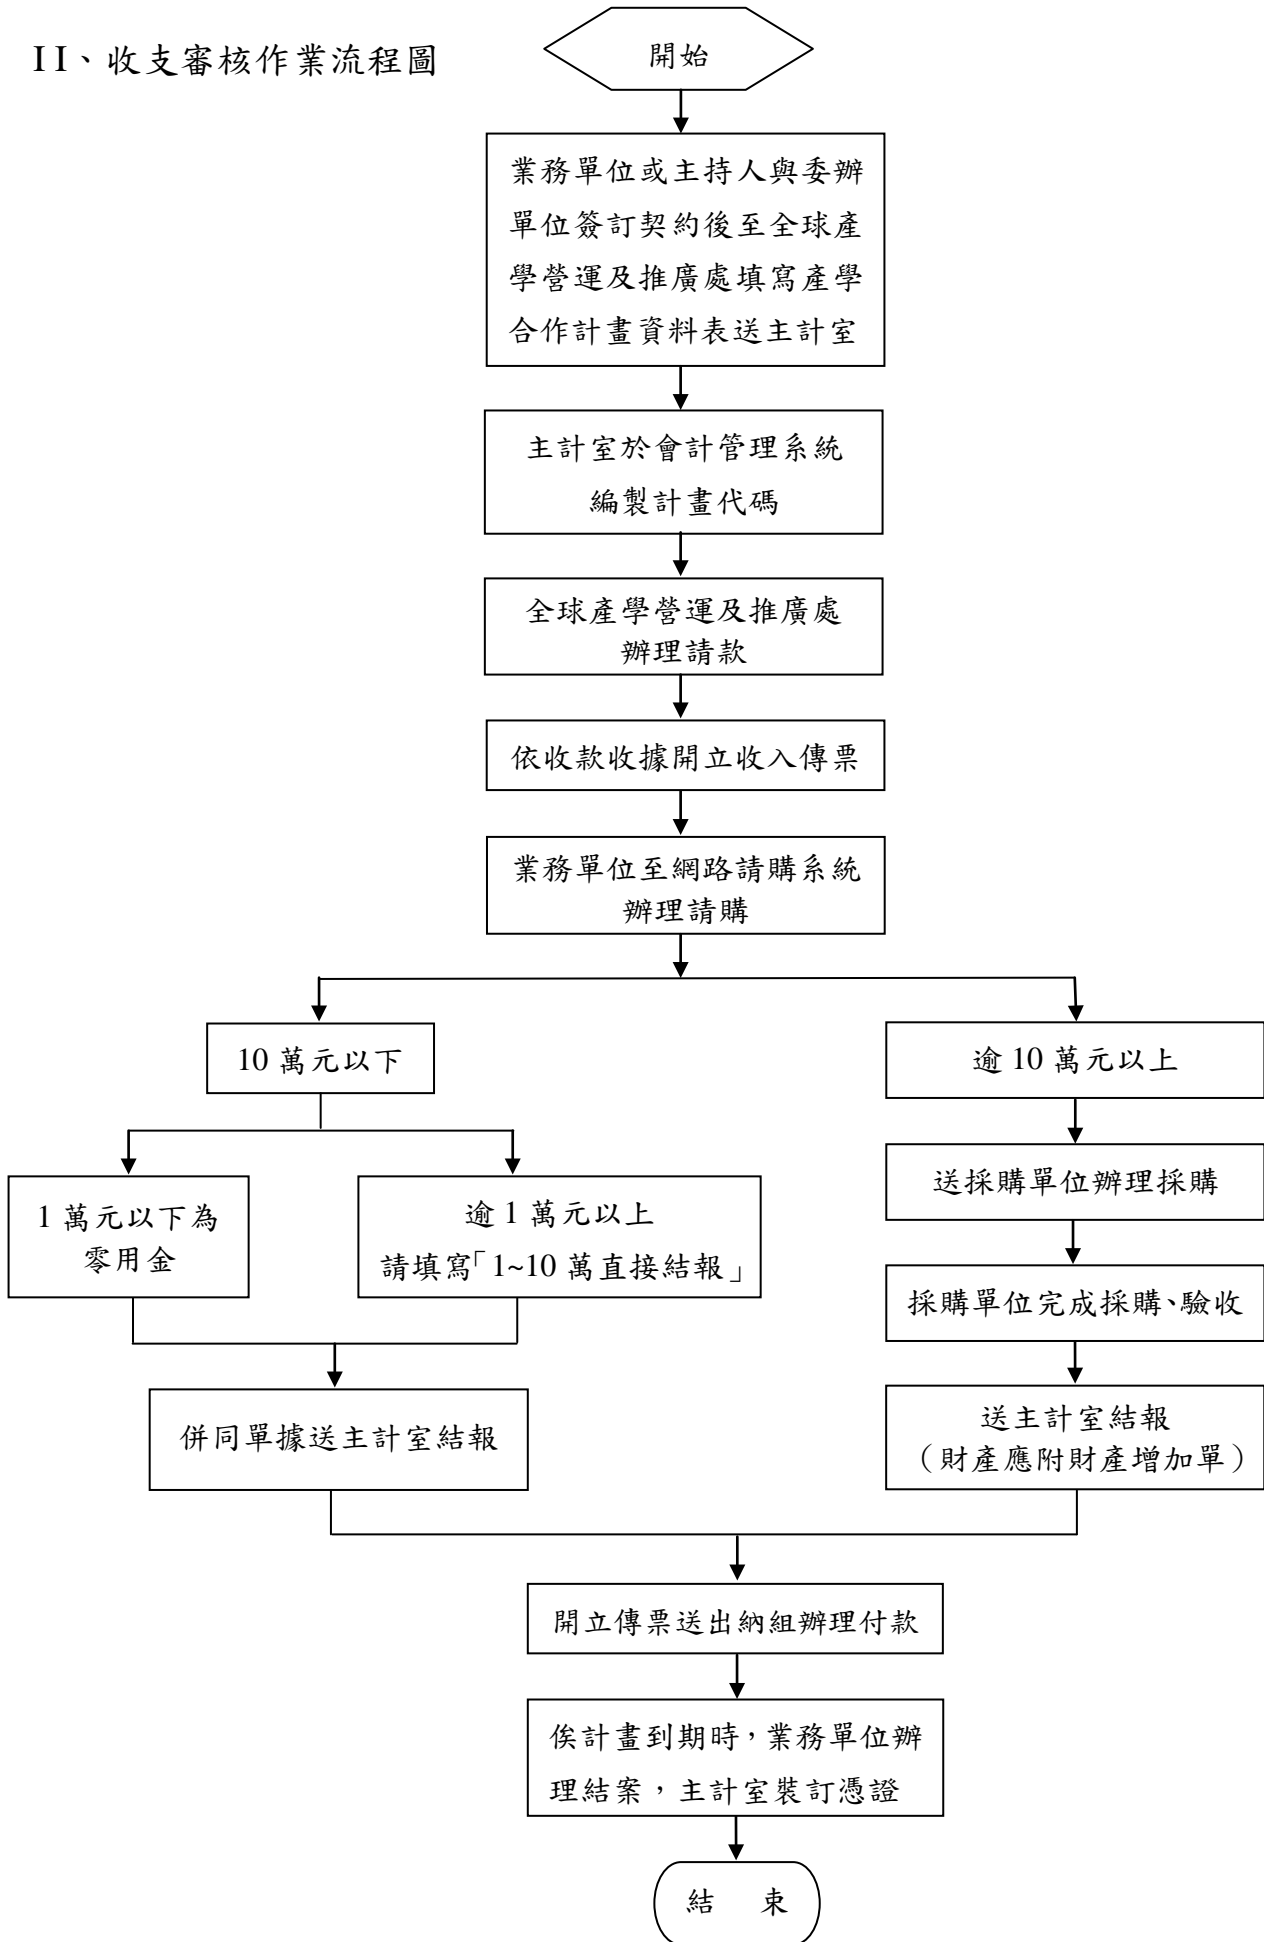 II、收支審核作業流程圖
開始
業務單位或主持人與委辦
單位簽訂契約後至全球產
學營運及推廣處填寫產學
合作計畫資料表送主計室
主計室於會計管理系統
編製計畫代碼
全球產學營運及推廣處
辦理請款
依收款收據開立收入傳票
業務單位至網路請購系統
辦理請購
10 萬元以下
逾 10 萬元以上
1 萬元以下為
零用金
逾 1 萬元以上
請填寫「1~10 萬直接結報」
送採購單位辦理採購
採購單位完成採購、驗收
併同單據送主計室結報
送主計室結報
（財產應附財產增加單）
開立傳票送出納組辦理付款
俟計畫到期時，業務單位辦
理結案，主計室裝訂憑證
結 束